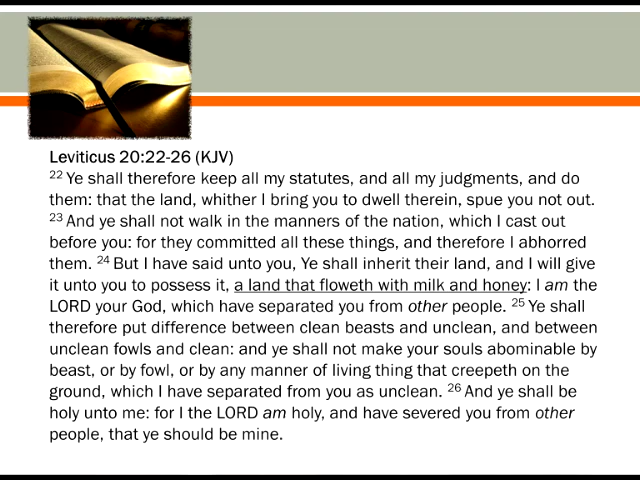 Leviticus 20:22-26 (KJV)
22 Ye shall therefore keep all my statutes, and all my judgments, and do
them: that the land, whither I bring you to dwell therein, spue you not out.
23 And ye shall not walk in the manners of the nation, which I cast out
before you: for they committed all these things, and therefore I abhorred
them. 24 But I have said unto you, Ye shall inherit their land, and I will give
it unto you to possess it, a land that floweth with milk and honey: I am the
LORD your God, which have separated you from other people. 25 Ye shall
therefore put difference between clean beasts and unclean, and between
unclean fowls and clean: and ye shall not make your souls abominable by
beast, or by fowl, or by any manner of living thing that creepeth on the
ground, which I have separated from you as unclean. 26 And ye shall be
holy unto me: for I the LORD am holy, and have severed you from other
people, that ye should be mine.